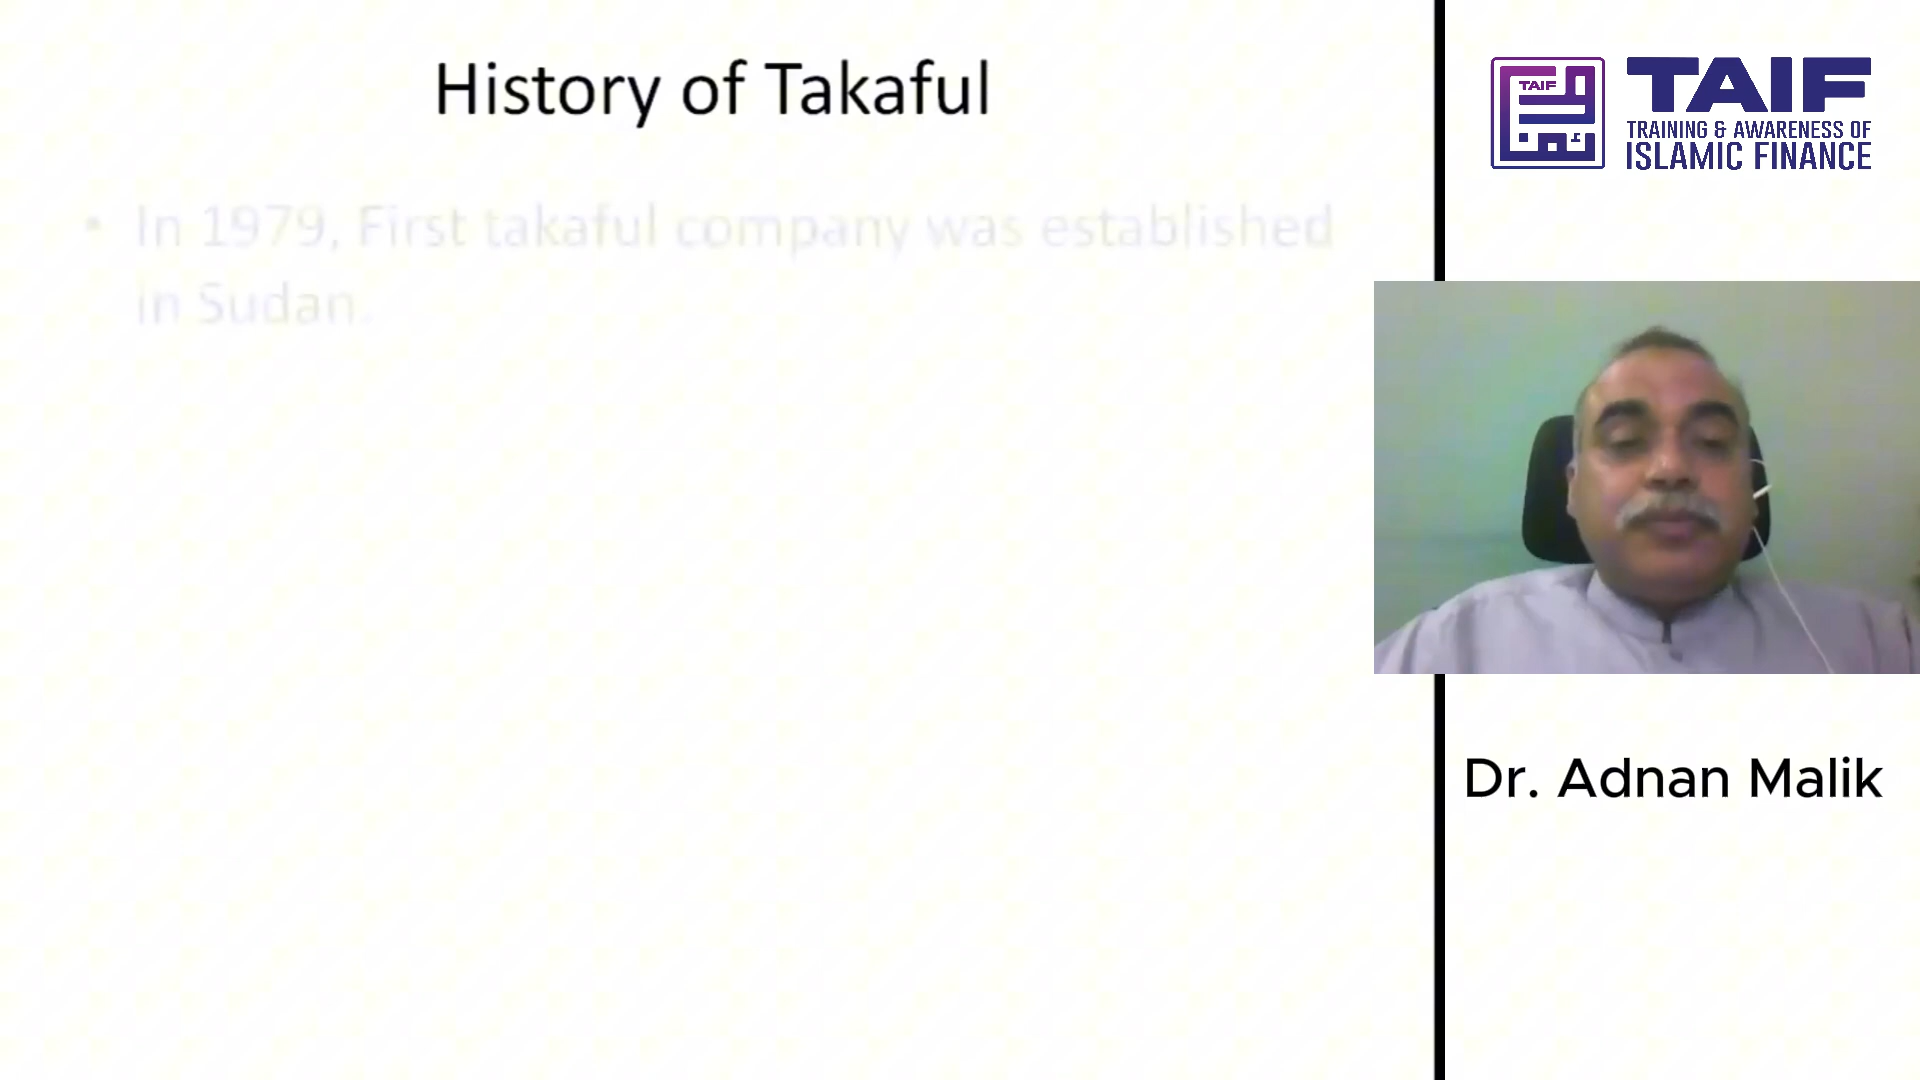 History of Takaful
• In 1979, First takaful company was established
in Sudan.
TAIF
TAIF
TRAINING & AWARENESS OF
ISLAMIC FINANCE
Dr. Adnan Malik